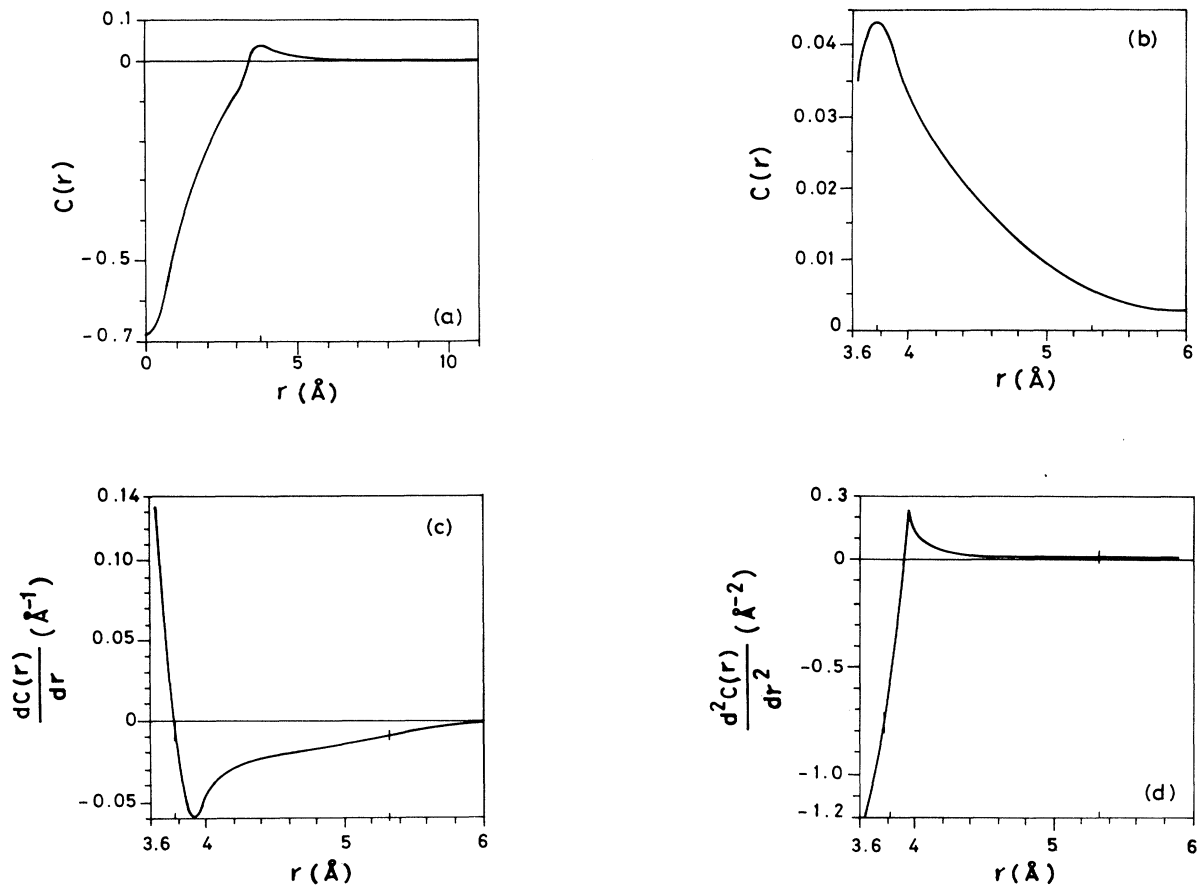 0.1
0
-0.5
-0.7
C(r)
(a)
0 5 10
r (Å)
0.04
0.03
0.02
0.01
0
C(r)
(b)
3.6 4 5 6
r (Å)
0.14
0.10
0.05
0
-0.05
dC(r)
dr
(Å⁻¹)
(c)
3.6 4 5 6
r (Å)
0.3
0
-0.5
-1.0
-1.2
d²C(r)
dr²
(Å⁻²)
(d)
3.6 4 5 6
r (Å)